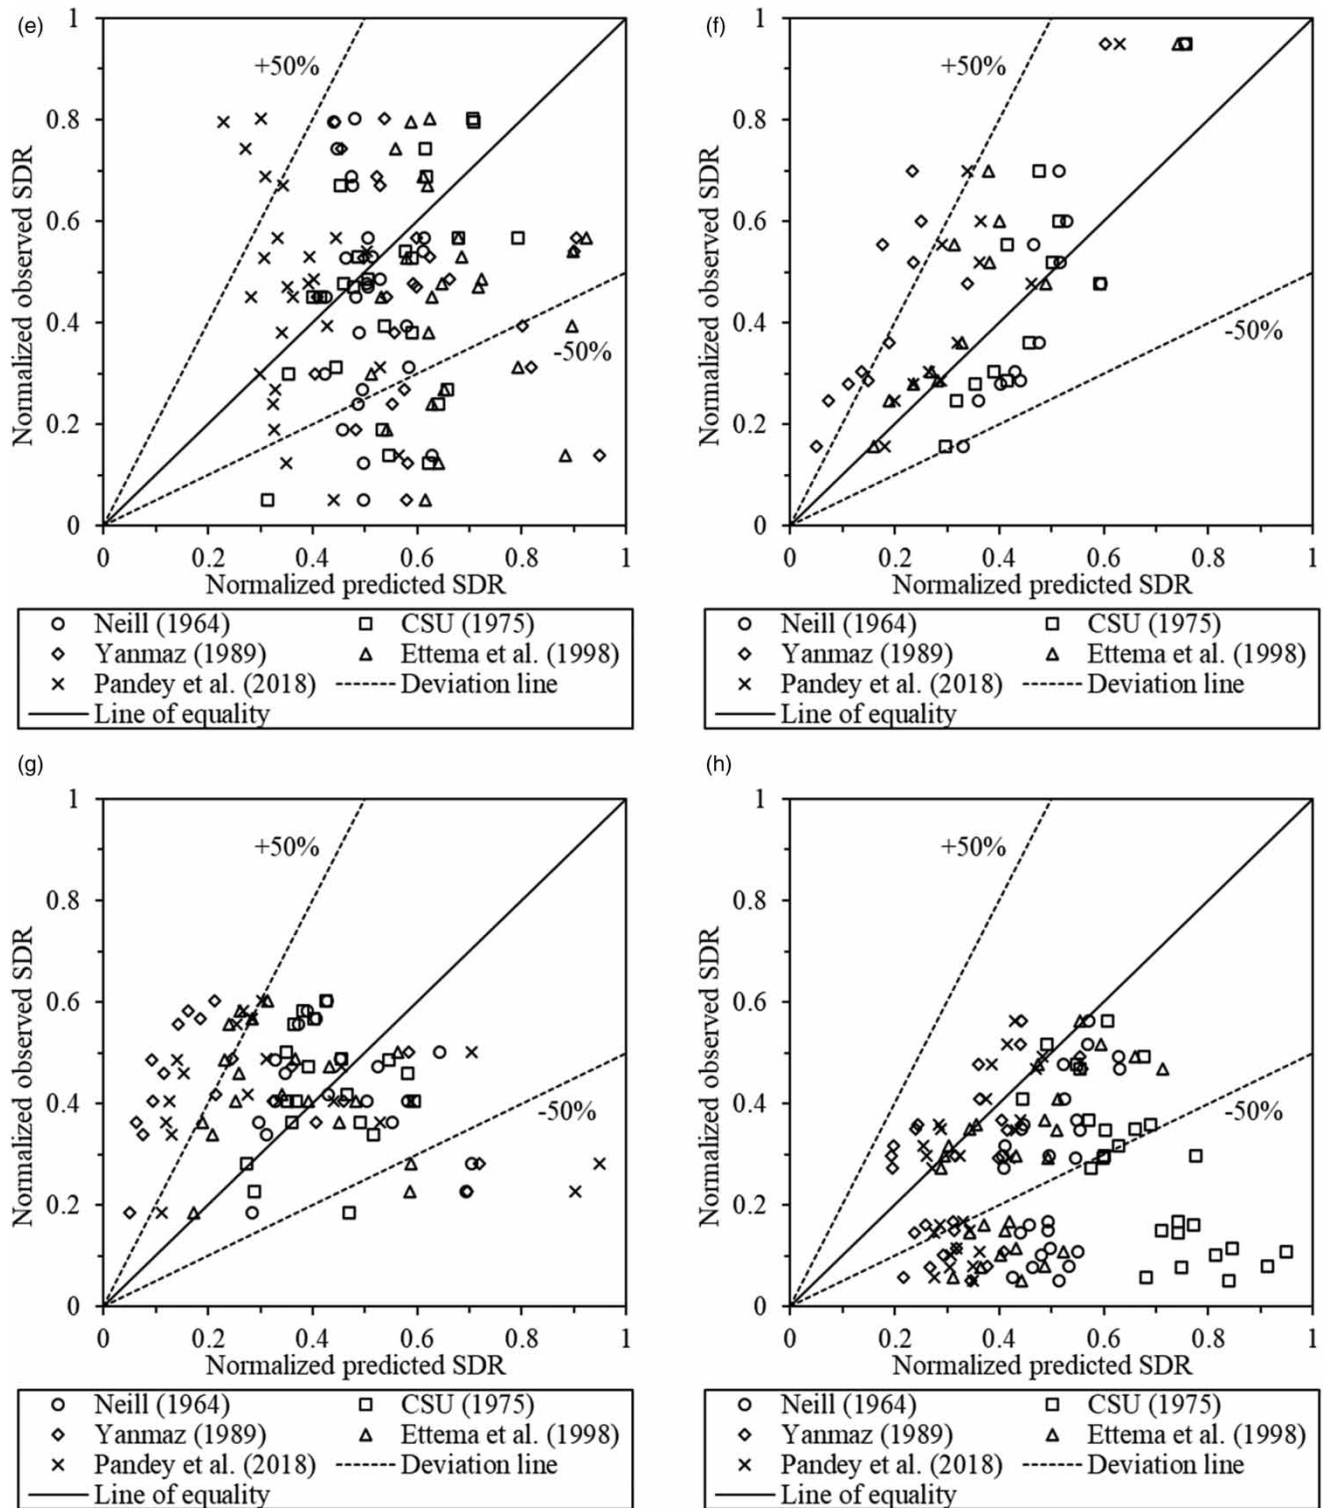 (e)
1
0.8
0.6
0.4
0.2
0
Normalized observed SDR
+50%
-50%
0 0.2 0.4 0.6 0.8 1
Normalized predicted SDR
Neill (1964) CSU (1975)
Yanmaz (1989) Ettema et al. (1998)
Pandey et al. (2018) Deviation line
Line of equality
(f)
1
0.8
0.6
0.4
0.2
0
Normalized observed SDR
+50%
-50%
0 0.2 0.4 0.6 0.8 1
Normalized predicted SDR
Neill (1964) CSU (1975)
Yanmaz (1989) Ettema et al. (1998)
Pandey et al. (2018) Deviation line
Line of equality
(g)
1
0.8
0.6
0.4
0.2
0
Normalized observed SDR
+50%
-50%
0 0.2 0.4 0.6 0.8 1
Normalized predicted SDR
Neill (1964) CSU (1975)
Yanmaz (1989) Ettema et al. (1998)
Pandey et al. (2018) Deviation line
Line of equality
(h)
1
0.8
0.6
0.4
0.2
0
Normalized observed SDR
+50%
-50%
0 0.2 0.4 0.6 0.8 1
Normalized predicted SDR
Neill (1964) CSU (1975)
Yanmaz (1989) Ettema et al. (1998)
Pandey et al. (2018) Deviation line
Line of equality